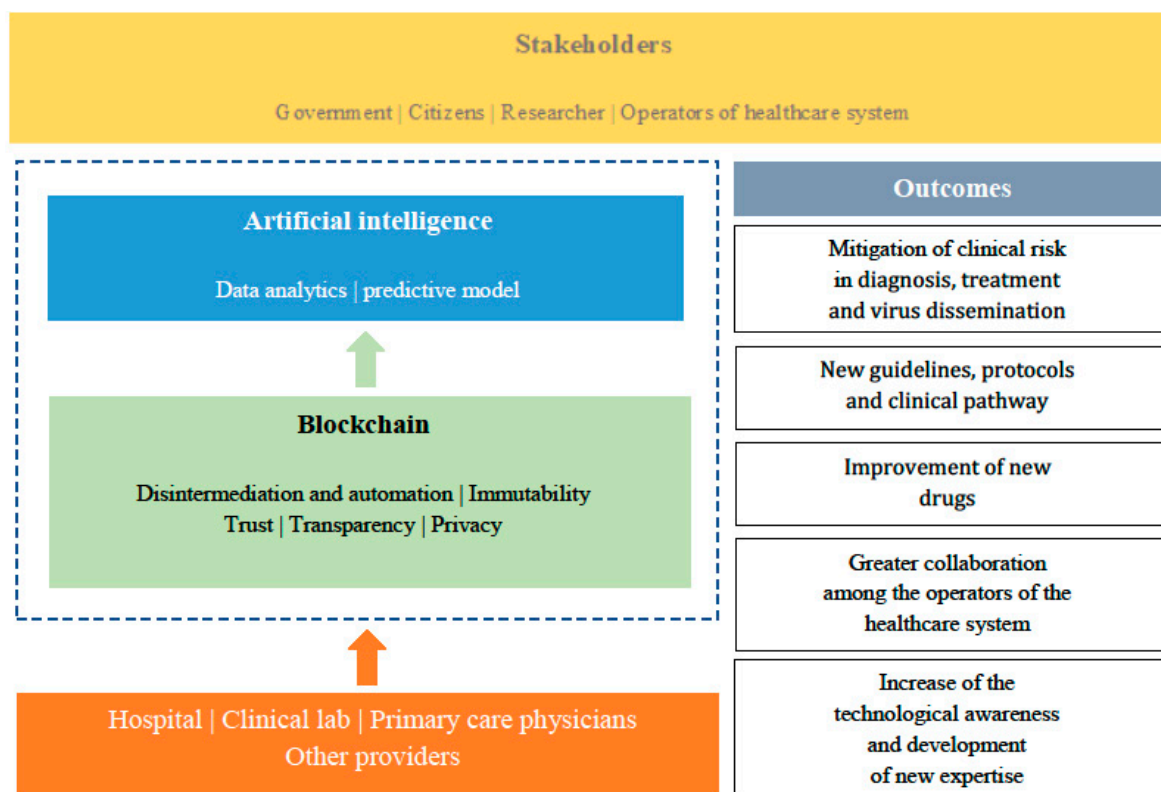 Stakeholders
Government | Citizens | Researcher | Operators of healthcare system
Artificial intelligence
Data analytics | predictive model
Blockchain
Disintermediation and automation | Immutability
Trust | Transparency | Privacy
Hospital | Clinical lab | Primary care physicians
Other providers
Outcomes
Mitigation of clinical risk
in diagnosis, treatment
and virus dissemination
New guidelines, protocols
and clinical pathway
Improvement of new
drugs
Greater collaboration
among the operators of the
healthcare system
Increase of the
technological awareness
and development
of new expertise